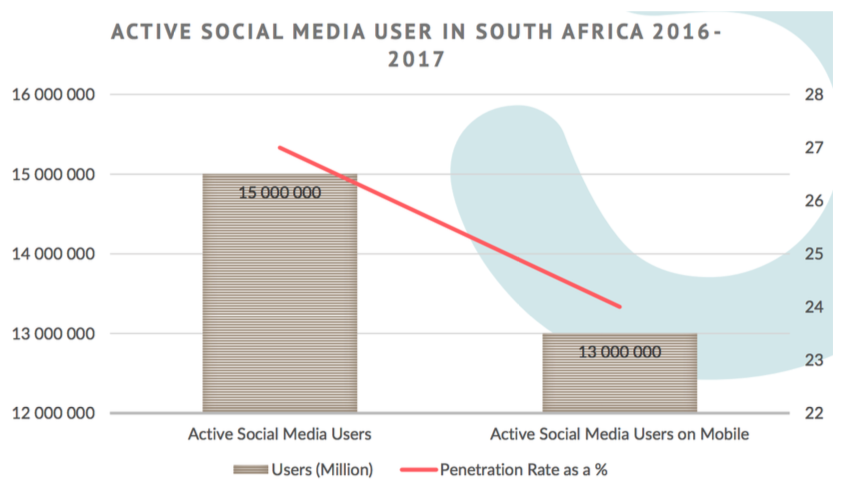 ACTIVE SOCIAL MEDIA USER IN SOUTH AFRICA 2016-
2017
16 000 000
28
27
15 000 000
15 000 000
26
14 000 000
25
24
13 000 000
13 000 000
23
12 000 000
22
Active Social Media Users
Active Social Media Users on Mobile
Users (Million)
Penetration Rate as a %